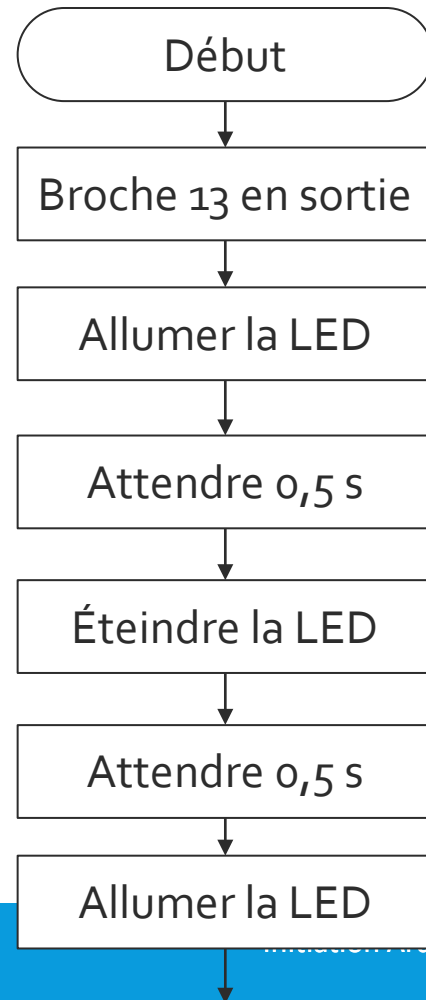 Début
Broche 13 en sortie
Allumer la LED
Attendre 0,5 s
Éteindre la LED
Attendre 0,5 s
Allumer la LED